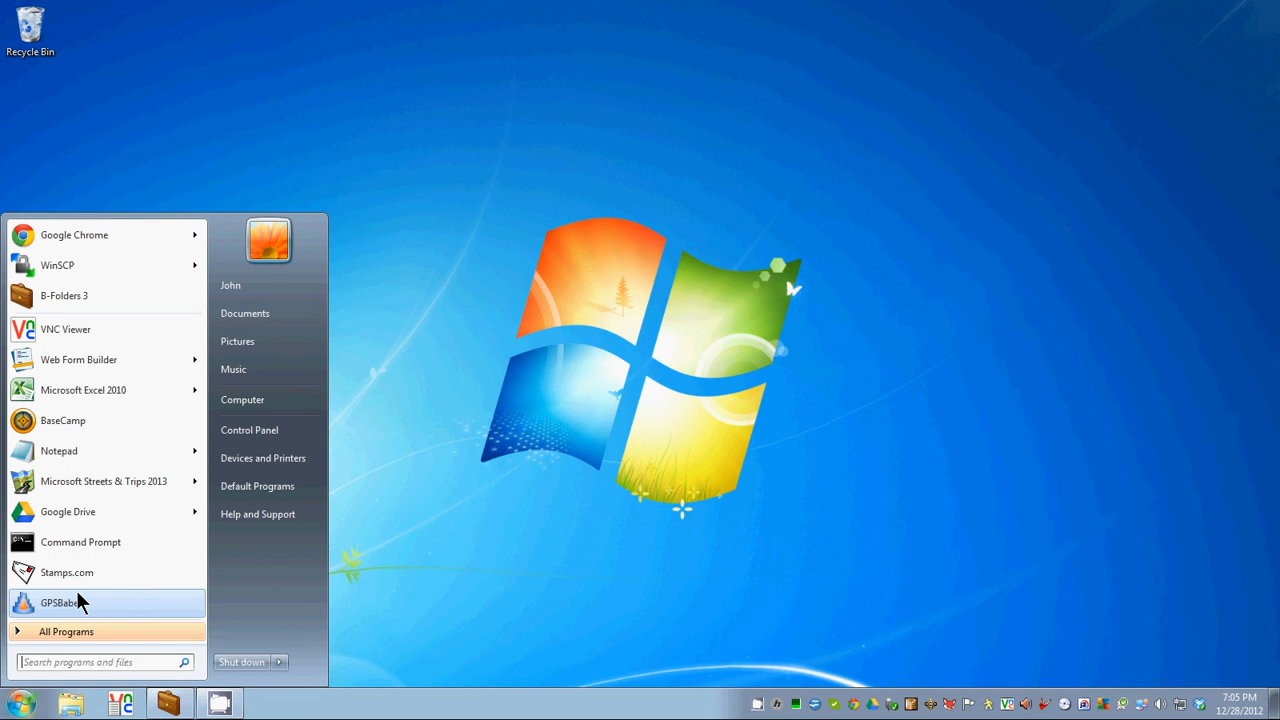 Recycle Bin
Google Chrome
WinSCP
B-Folders 3
VNC Viewer
Web Form Builder
Microsoft Excel 2010
BaseCamp
Notepad
Microsoft Streets & Trips 2013
Google Drive
Command Prompt
Stamps.com
GPSBabel
All Programs
Search programs and files
John
Documents
Pictures
Music
Computer
Control Panel
Devices and Printers
Default Programs
Help and Support
Shut down
7:05 PM
12/28/2012